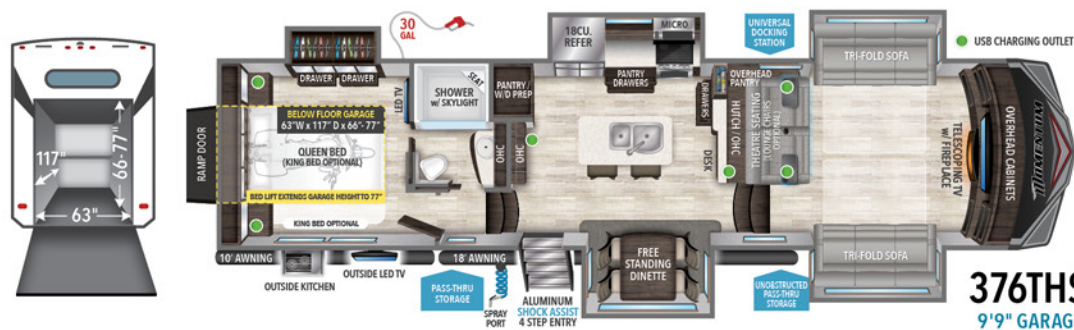 117"
66-77"
63"
RAMP DOOR
30
GAL
DRAWER
DRAWER
LED TV
BELOW FLOOR GARAGE
63"W x 117" D x 66"- 77"
QUEEN BED
(KING BED OPTIONAL)
BED LIFT EXTENDS GARAGE HEIGHT TO 77"
KING BED OPTIONAL
SHOWER
w/ SKYLIGHT
SEAT
PANTRY
W/D PREP
OHC
OHC
18CU.
REFER
MICRO
PANTRY
DRAWERS
DRAWERS
DESK
OVERHEAD
PANTRY
HUTCH / OHC
THEATRE SEATING
(LOUNGE CHAIRS
OPTIONAL)
UNIVERSAL
DOCKING
STATION
TRI-FOLD SOFA
USB CHARGING OUTLET
TELESCOPING TV
w/ FIREPLACE
OVERHEAD CABINETS
MOMENTUM
TRI-FOLD SOFA
FREE
STANDING
DINETTE
10' AWNING
OUTSIDE KITCHEN
OUTSIDE LED TV
18' AWNING
PASS-THRU
STORAGE
SPRAY
PORT
ALUMINUM
SHOCK ASSIST
4 STEP ENTRY
UNOBSTRUCTED
PASS-THRU
STORAGE
376THS
9'9" GARAG